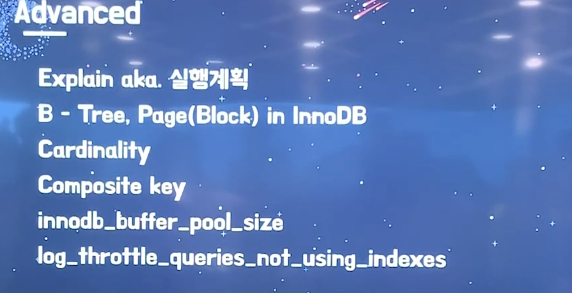 Advanced
Explain aka. 실행계획
B - Tree, Page(Block) in InnoDB
Cardinality
Composite key
innodb_buffer_pool_size
log_throttle_queries_not_using_indexes